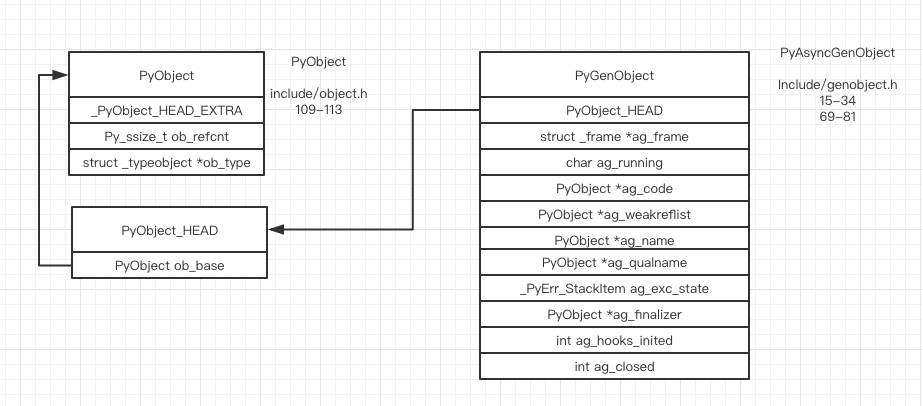 PyObject
_PyObject_HEAD_EXTRA
Py_ssize_t ob_refcnt
struct _typeobject *ob_type
PyObject
include/object.h
109-113
PyObject_HEAD
PyObject ob_base
PyGenObject
PyObject_HEAD
struct _frame *ag_frame
char ag_running
PyObject *ag_code
PyObject *ag_weakreflist
PyObject *ag_name
PyObject *ag_qualname
_PyErr_StackItem ag_exc_state
PyObject *ag_finalizer
int ag_hooks_inited
int ag_closed
PyAsyncGenObject
Include/genobject.h
15-34
69-81